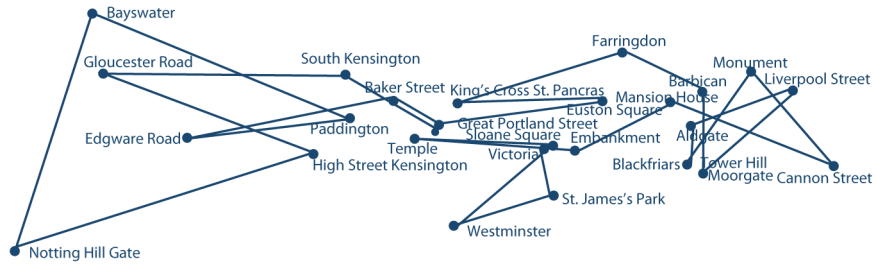 Bayswater
Gloucester Road
South Kensington
Farringdon
Monument
Liverpool Street
Barbican
Baker Street
King's Cross St. Pancras
Mansion House
Euston Square
Paddington
Great Portland Street
Edgware Road
Sloane Square
Embankment
Aldgate
Temple
Victoria
High Street Kensington
Blackfriars
Tower Hill
Moorgate
Cannon Street
St. James's Park
Westminster
Notting Hill Gate